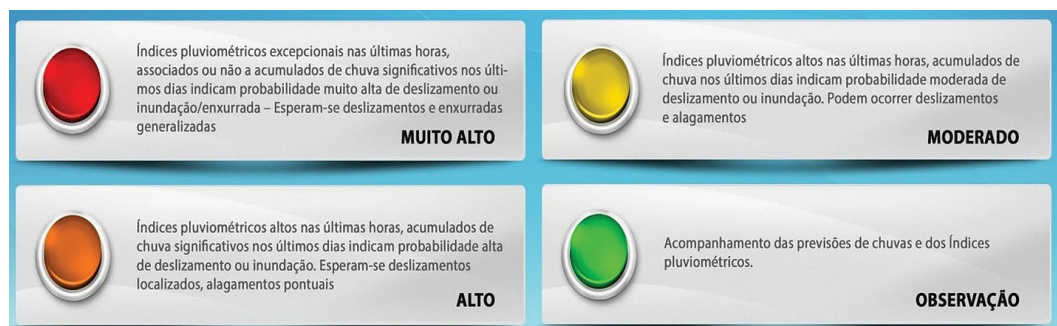 Índices pluviométricos excepcionais nas últimas horas,
associados ou não a acumulados de chuva significativos nos últi-
mos dias indicam probabilidade muito alta de deslizamento ou
inundação/enxurrada – Esperam-se deslizamentos e enxurradas
generalizadas
MUITO ALTO
Índices pluviométricos altos nas últimas horas, acumulados de
chuva nos últimos dias indicam probabilidade moderada de
deslizamento ou inundação. Podem ocorrer deslizamentos
e alagamentos
MODERADO
Índices pluviométricos altos nas últimas horas, acumulados de
chuva significativos nos últimos dias indicam probabilidade alta
de deslizamento ou inundação. Esperam-se deslizamentos
localizados, alagamentos pontuais
ALTO
Acompanhamento das previsões de chuvas e dos Índices
pluviométricos.
OBSERVAÇÃO